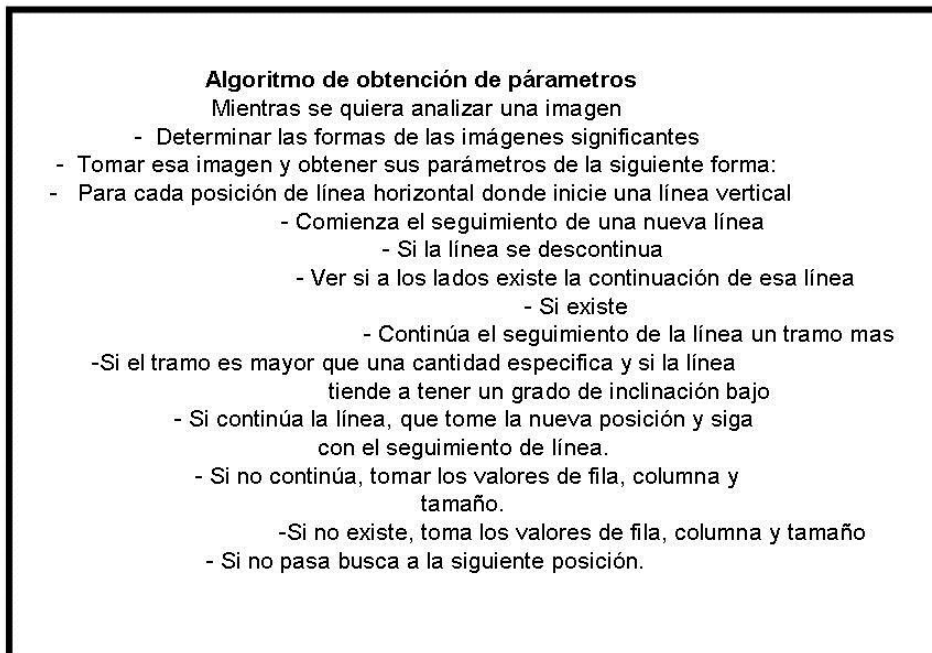 Algoritmo de obtención de párametros
Mientras se quiera analizar una imagen
- Determinar las formas de las imágenes significantes
- Tomar esa imagen y obtener sus parámetros de la siguiente forma:
- Para cada posición de línea horizontal donde inicie una línea vertical
- Comienza el seguimiento de una nueva línea
- Si la línea se descontinua
- Ver si a los lados existe la continuación de esa línea
- Si existe
- Continúa el seguimiento de la línea un tramo mas
-Si el tramo es mayor que una cantidad especifica y si la línea
tiende a tener un grado de inclinación bajo
- Si continúa la línea, que tome la nueva posición y siga
con el seguimiento de línea.
- Si no continúa, tomar los valores de fila, columna y
tamaño.
-Si no existe, toma los valores de fila, columna y tamaño
- Si no pasa busca a la siguiente posición.